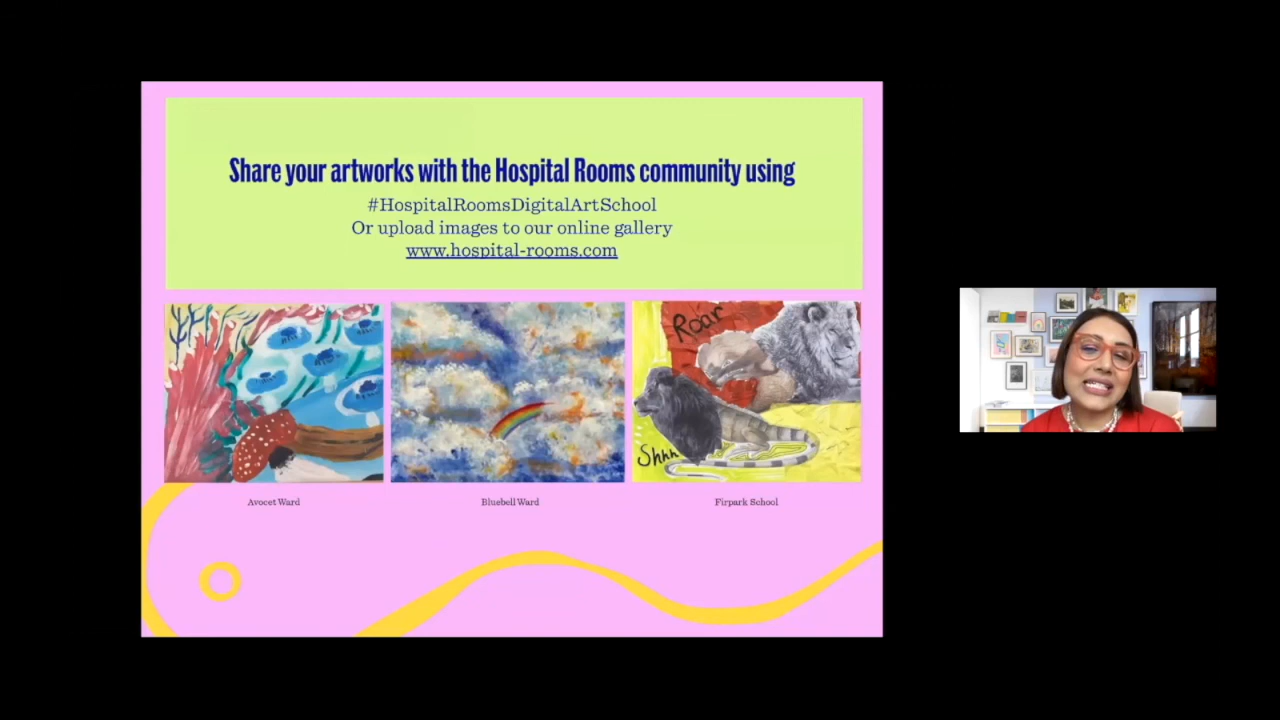 Share your artworks with the Hospital Rooms community using
#HospitalRoomsDigitalArtSchool
Or upload images to our online gallery
www.hospital-rooms.com
Roar
Shhh
Avocet Ward
Bluebell Ward
Firpark School